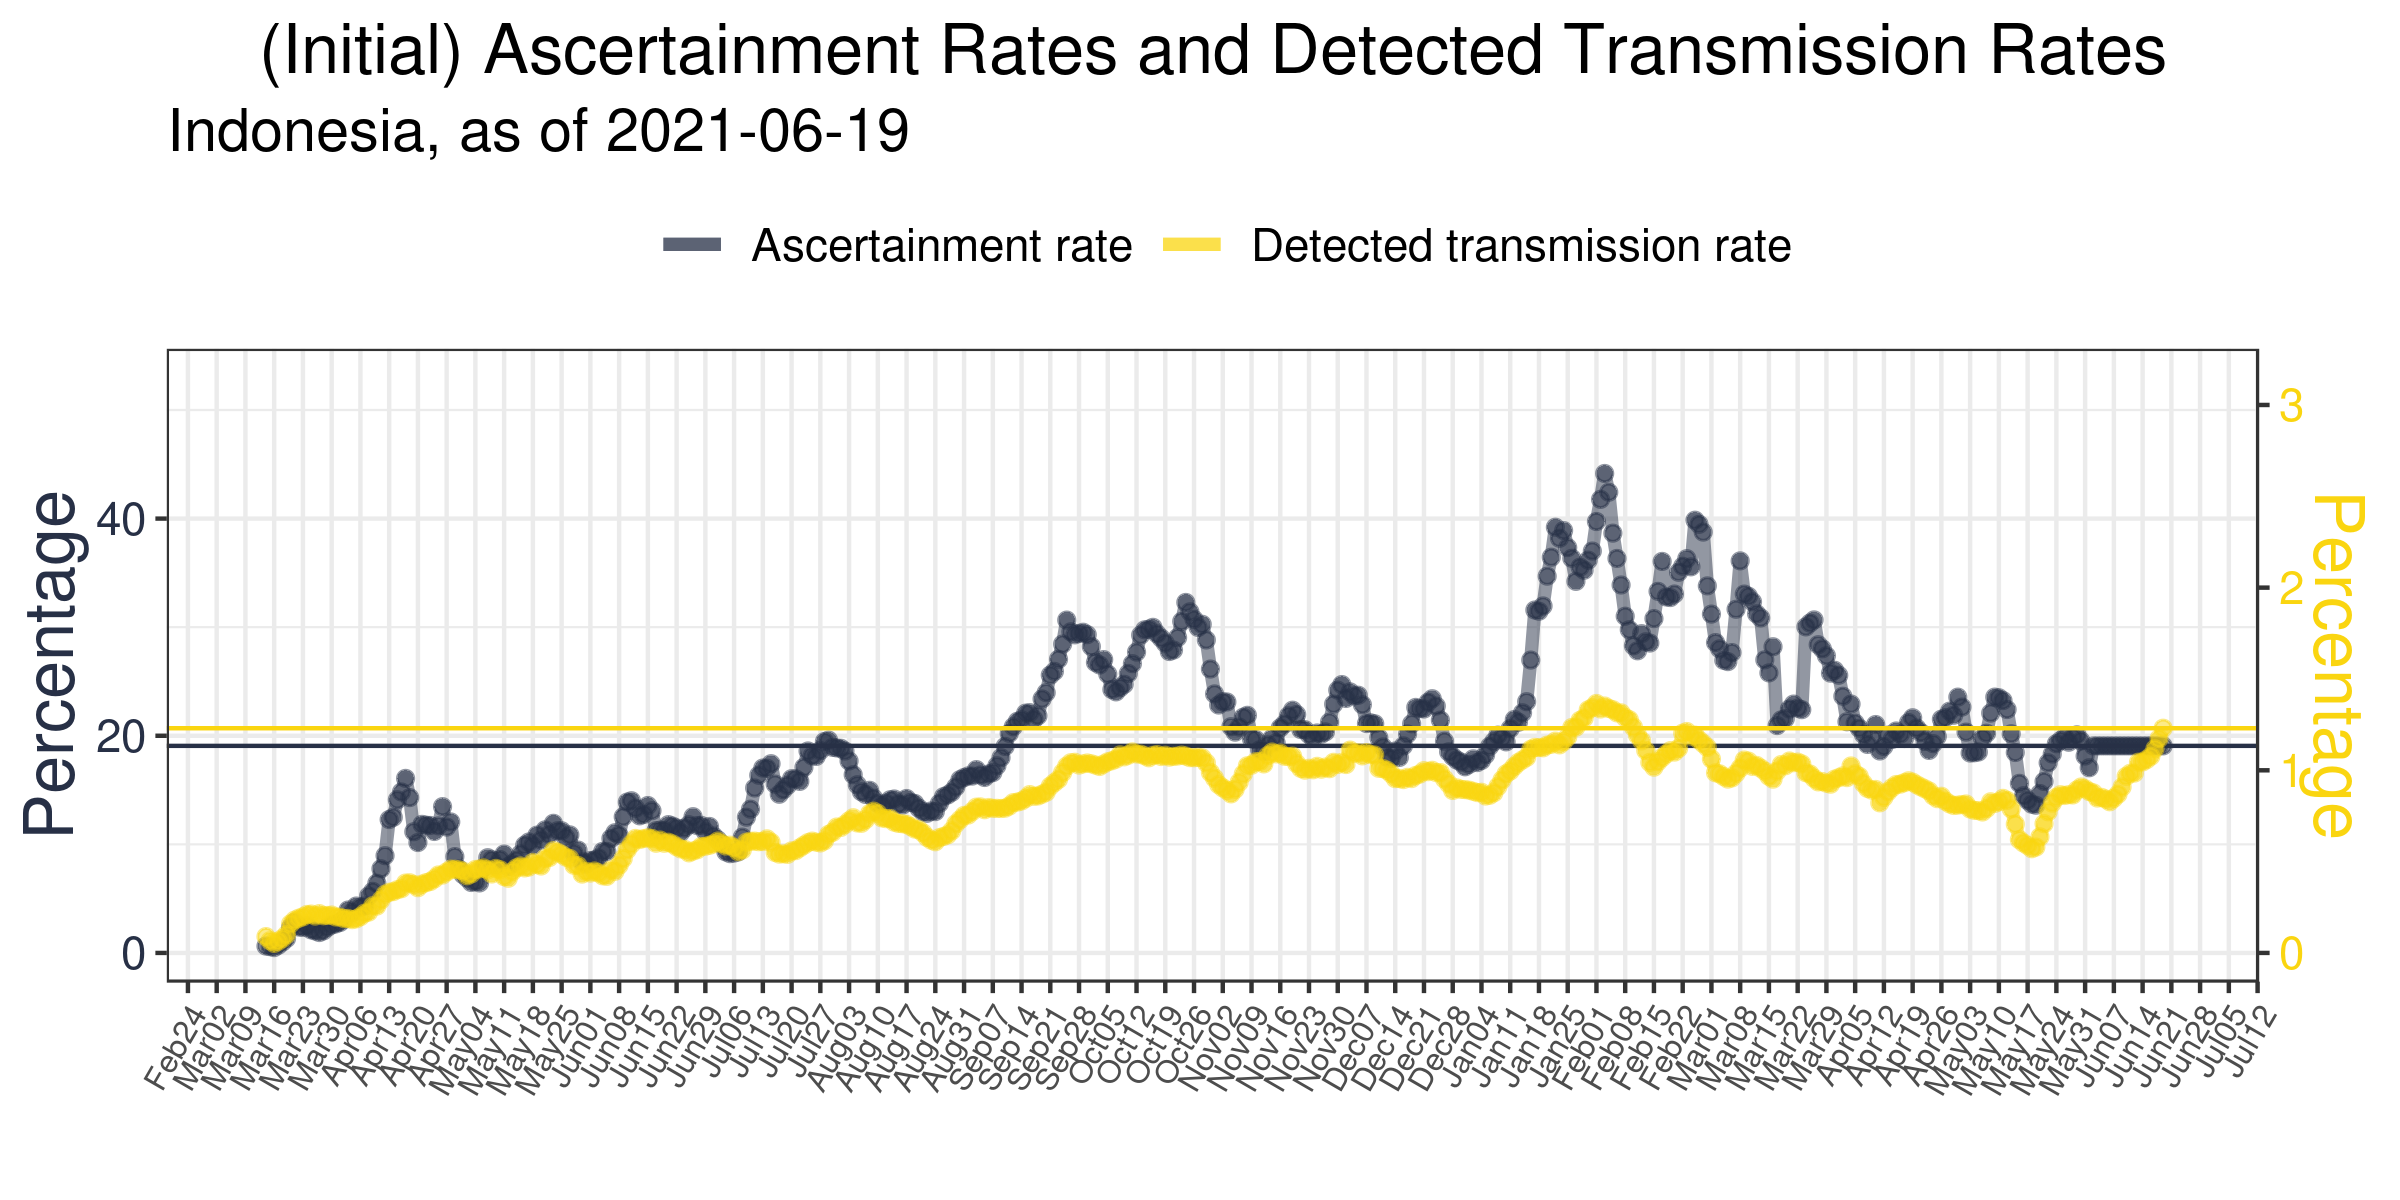 (Initial) Ascertainment Rates and Detected Transmission Rates
Indonesia, as of 2021-06-19
Ascertainment rate
Detected transmission rate
Percentage
40
20
0
3
2
1
0
Percentage
Feb24
Mar02
Mar09
Mar16
Mar23
Mar30
Apr06
Apr13
Apr20
Apr27
May04
May11
May18
May25
Jun01
Jun08
Jun15
Jun22
Jun29
Jul06
Jul13
Jul20
Jul27
Aug03
Aug10
Aug17
Aug24
Aug31
Sep07
Sep14
Sep21
Sep28
Oct05
Oct12
Oct19
Oct26
Nov02
Nov09
Nov16
Nov23
Nov30
Dec07
Dec14
Dec21
Dec28
Jan04
Jan11
Jan18
Jan25
Feb01
Feb08
Feb15
Feb22
Mar01
Mar08
Mar15
Mar22
Mar29
Apr05
Apr12
Apr19
Apr26
May03
May10
May17
May24
May31
Jun07
Jun14
Jun21
Jun28
Jul05
Jul12